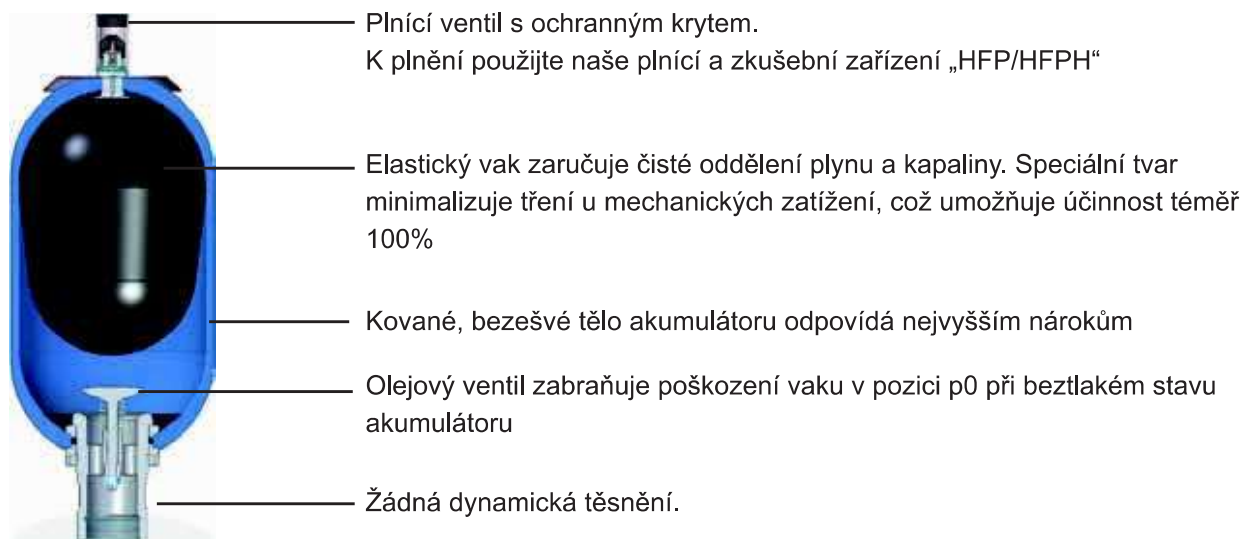 Plnící ventil s ochranným krytem.
K plnění použijte naše plnící a zkušební zařízení „HFP/HFPH“
Elastický vak zaručuje čisté oddělení plynu a kapaliny. Speciální tvar
minimalizuje tření u mechanických zatížení, což umožňuje účinnost téměř
100%
Kované, bezešvé tělo akumulátoru odpovídá nejvyšším nárokům
Olejový ventil zabraňuje poškození vaku v pozici p0 při beztlakém stavu
akumulátoru
Žádná dynamická těsnění.